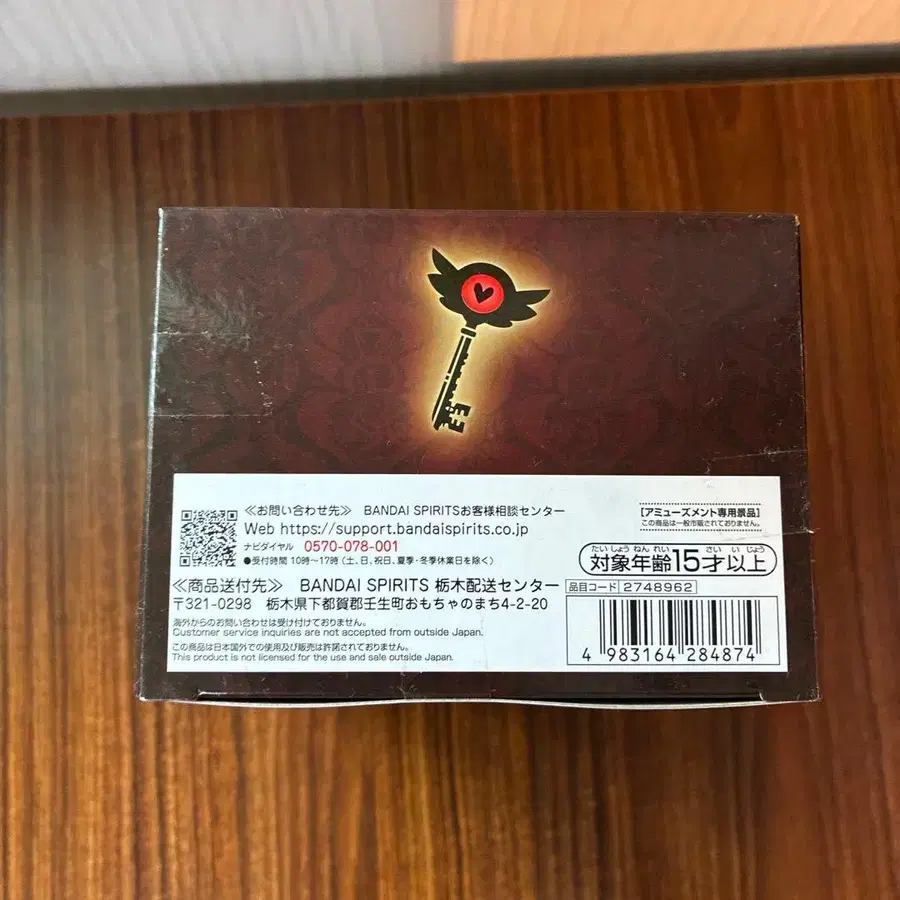 ≪お問い合わせ先≫ BANDAI SPIRITSお客様相談センター
Web https://support.bandaispirits.co.jp
ナビダイヤル 0570-078-001
●受付時間 10時〜17時(土、日、祝日、夏季・冬季休業日を除く)
≪商品送付先≫ BANDAI SPIRITS 栃木配送センター
〒321-0298 栃木県下都賀郡壬生町おもちゃのまち4-2-20
海外からのお問い合わせは受け付けておりません。
Customer service inquiries are not accepted from outside Japan.
この商品は日本国外での使用及び販売は許諾されておりません。
This product is not licensed for the use and sale outside Japan.
[アミューズメント専用景品]
この商品は一般市販されておりません。
たいしょうねんれい さい いじょう
対象年齢15才以上
品目コード 2748962
4 983164 284874